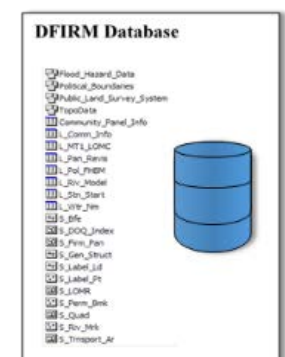 DFIRM Database
Flood_Hazard_Data
Political_Boundaries
Public_Land_Survey_System
TopoData
Community_Panel_Info
L_Comm_Info
L_MT1_LOMC
L_Pan_Revis
L_Pol_FHBM
L_Riv_Model
L_Stn_Start
L_Wtr_Nm
S_Bfe
S_DOQ_Index
S_Firm_Pan
S_Gen_Struct
S_Label_Ld
S_Label_Pt
S_LOMR
S_Perm_Bmk
S_Quad
S_Riv_Mrk
S_Trnsport_Ar